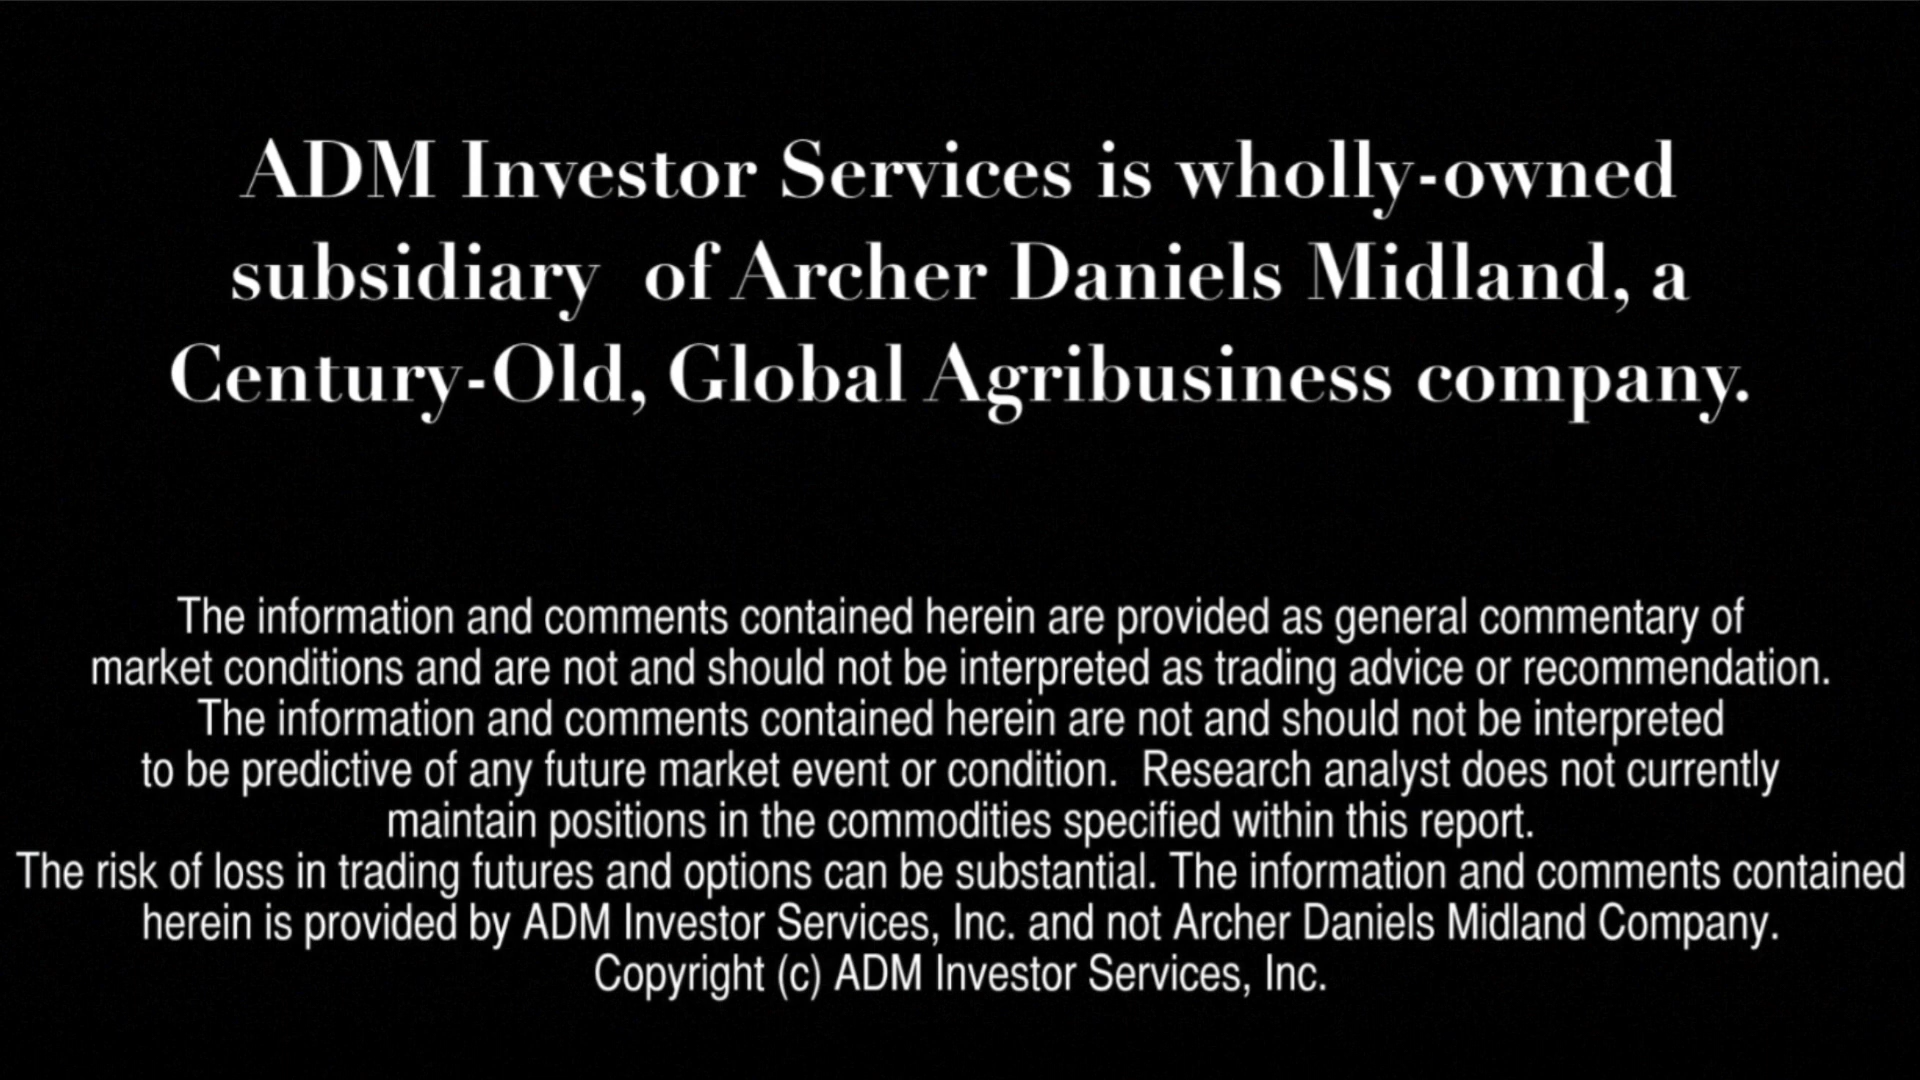 ADM Investor Services is wholly-owned
subsidiary  of Archer Daniels Midland, a
Century-Old, Global Agribusiness company.
The information and comments contained herein are provided as general commentary of
market conditions and are not and should not be interpreted as trading advice or recommendation.
The information and comments contained herein are not and should not be interpreted
to be predictive of any future market event or condition.  Research analyst does not currently
maintain positions in the commodities specified within this report.
The risk of loss in trading futures and options can be substantial. The information and comments contained
herein is provided by ADM Investor Services, Inc. and not Archer Daniels Midland Company.
Copyright (c) ADM Investor Services, Inc.